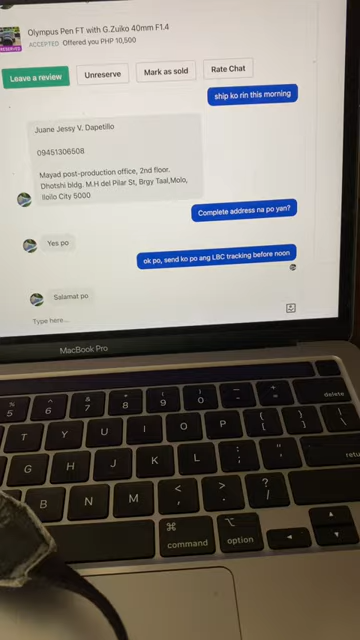 Olympus Pen FT with G.Zuiko 40mm F1.4
RESERVED
ACCEPTED Offered you PHP 10,500
Leave a review
Unreserve
Mark as sold
Rate Chat
ship ko rin this morning
Juane Jessy V. Dapetillo
09451306508
Mayad post-production office, 2nd floor.
Dhotshi bldg. M.H del Pilar St, Brgy Taal,Molo,
Iloilo City 5000
Complete address na po yan?
Yes po
ok po, send ko po ang LBC tracking before noon
Salamat po
Type here...
MacBook Pro
% 5 ^ 6 & 7 * 8 ( 9 ) 0 _ - + = delete
T Y U I O P { [ } ] | \
G H J K L : ; " ' retu
B N M < , > . ? /
⌘ command ⌥ option ◀ ▲ ▼